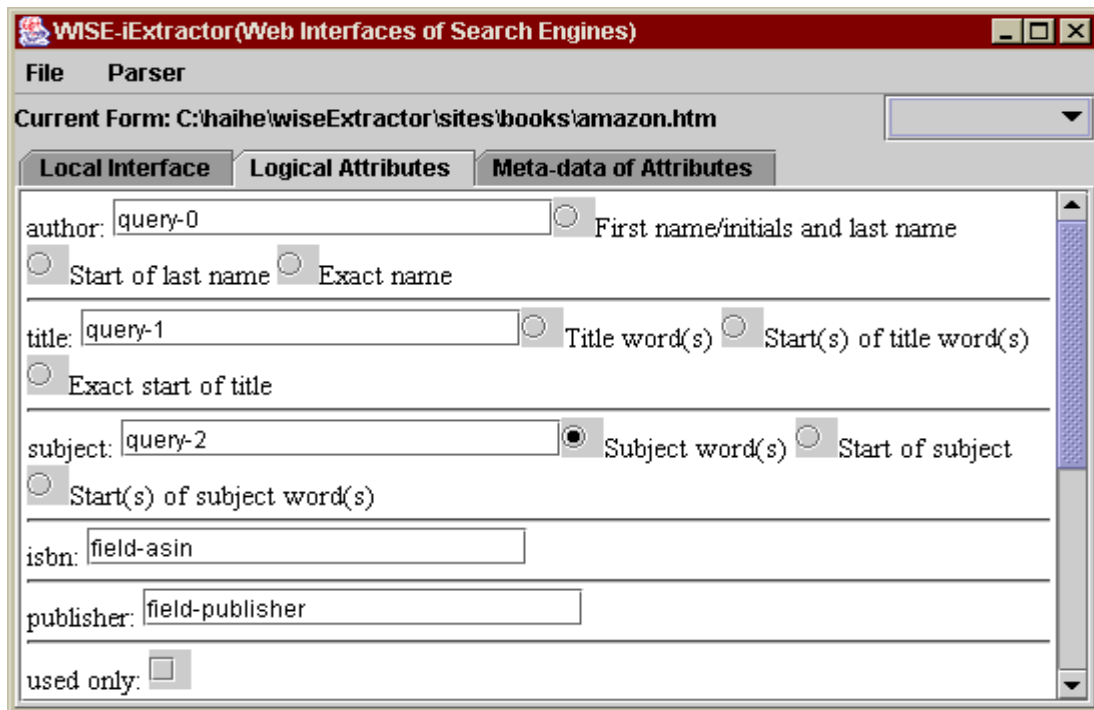 WISE-iExtractor(Web Interfaces of Search Engines)
File Parser
Current Form: C:\haihe\wiseExtractor\sites\books\amazon.htm
Local Interface Logical Attributes Meta-data of Attributes
author: query-0 First name/initials and last name
Start of last name Exact name
title: query-1 Title word(s) Start(s) of title word(s)
Exact start of title
subject: query-2 Subject word(s) Start of subject
Start(s) of subject word(s)
isbn: field-asin
publisher: field-publisher
used only: